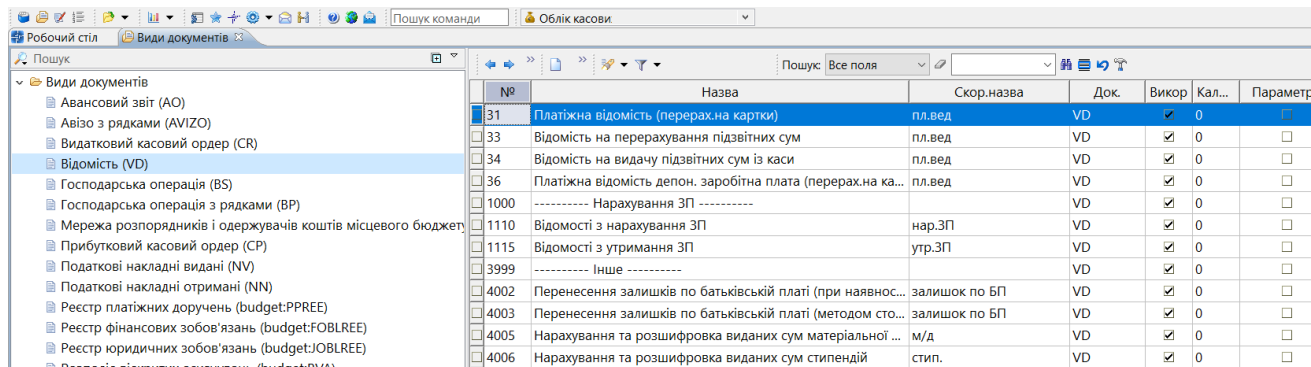 Пошук команди Облік касови
Робочий стіл Види документів
Пошук
Види документів
Авансовий звіт (AO)
Авізо з рядками (AVIZO)
Видатковий касовий ордер (CR)
Відомість (VD)
Господарська операція (BS)
Господарська операція з рядками (BP)
Мережа розпорядників і одержувачів коштів місцевого бюджету
Прибутковий касовий ордер (CP)
Податкові накладні видані (NV)
Податкові накладні отримані (NN)
Реєстр платіжних доручень (budget:PPREE)
Реєстр фінансових зобов'язань (budget:FOBLREE)
Реєстр юридичних зобов'язань (budget:JOBLREE)
Пошук: Все поля
№ Назва Скор.назва Док. Викор Кал... Параметр
31 Платіжна відомість (перерах.на картки) пл.вед VD 0
33 Відомість на перерахування підзвітних сум пл.вед VD 0
34 Відомість на видачу підзвітних сум із каси пл.вед VD 0
36 Платіжна відомість депон. заробітна плата (перерах.на ка... пл.вед VD 0
1000 ---------- Нарахування ЗП ---------- VD 0
1110 Відомості з нарахування ЗП нар.ЗП VD 0
1115 Відомості з утримання ЗП утр.ЗП VD 0
3999 ---------- Інше ---------- VD 0
4002 Перенесення залишків по батьківській платі (при наявнос... залишок по БП VD 0
4003 Перенесення залишків по батьківській платі (методом сто... залишок по БП VD 0
4005 Нарахування та розшифровка виданих сум матеріальної ... м/д VD 0
4006 Нарахування та розшифровка виданих сум стипендій стип. VD 0